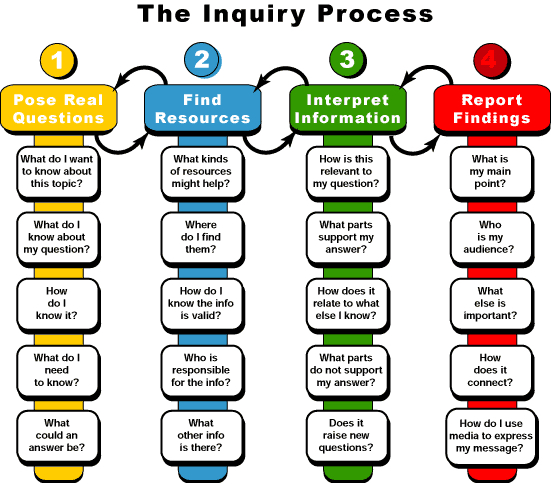 The Inquiry Process
1
Pose Real
Questions
What do I want
to know about
this topic?
What do I
know about
my question?
How
do I
know it?
What do I
need
to know?
What
could an
answer be?
2
Find
Resources
What kinds
of resources
might help?
Where
do I find
them?
How do I
know the info
is valid?
Who is
responsible
for the info?
What
other info
is there?
3
Interpret
Information
How is this
relevant to
my question?
What parts
support my
answer?
How does it
relate to what
else I know?
What parts
do not support
my answer?
Does it
raise new
questions?
4
Report
Findings
What is
my main
point?
Who
is my
audience?
What
else is
important?
How
does it
connect?
How do I use
media to express
my message?